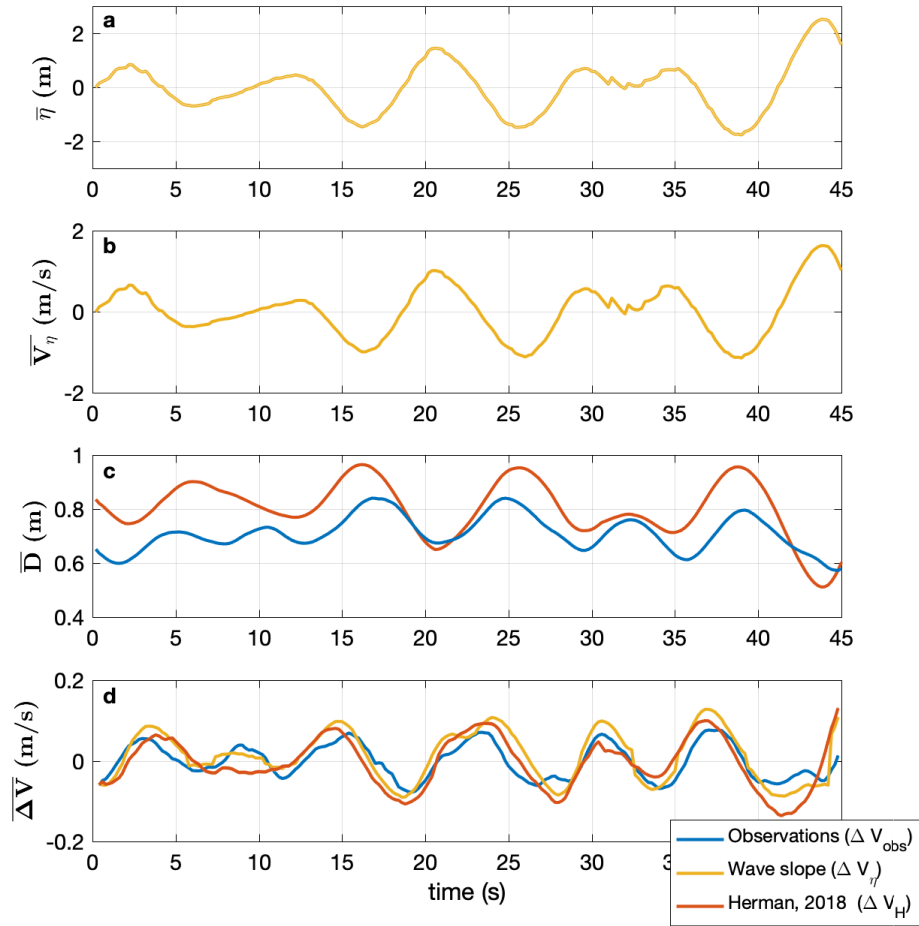 a
2
0
-2
η̅ (m)
0 5 10 15 20 25 30 35 40 45
b
2
0
-2
V̅η (m/s)
0 5 10 15 20 25 30 35 40 45
c
1
0.8
0.6
0.4
D̅ (m)
0 5 10 15 20 25 30 35 40 45
d
0.2
0
-0.2
Δ̅V̅ (m/s)
0 5 10 15 20 25 30 3
time (s)
Observations (Δ Vobs)
Wave slope (Δ Vη)
Herman, 2018 (Δ VH)